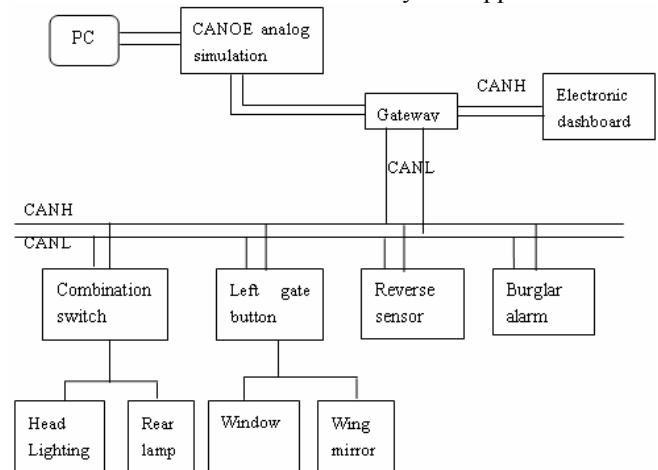 PC
CANOE analog
simulation
CANH
Electronic
dashboard
Gateway
CANL
CANH
CANL
Combination
switch
Left gate
button
Reverse
sensor
Burglar
alarm
Head
Lighting
Rear
lamp
Window
Wing
mirror